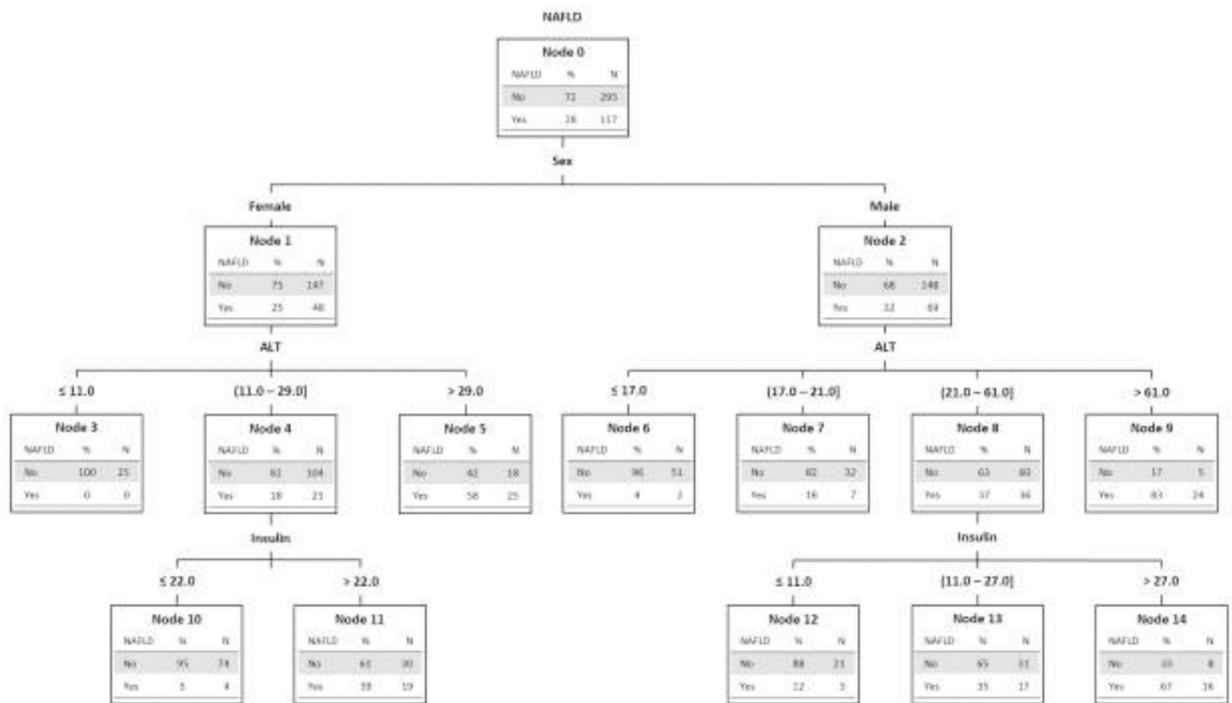 NAFLD
Node 0
NAFLD % N
No 72 295
Yes 28 117
Sex
Female
Male
Node 1
NAFLD % N
No 75 147
Yes 25 48
Node 2
NAFLD % N
No 68 148
Yes 32 69
ALT
ALT
≤ 11.0
(11.0 – 29.0]
> 29.0
≤ 17.0
(17.0 – 21.0]
(21.0 – 61.0]
> 61.0
Node 3
NAFLD % N
No 100 25
Yes 0 0
Node 4
NAFLD % N
No 82 104
Yes 18 23
Node 5
NAFLD % N
No 42 18
Yes 58 25
Node 6
NAFLD % N
No 96 51
Yes 4 2
Node 7
NAFLD % N
No 82 32
Yes 18 7
Node 8
NAFLD % N
No 63 60
Yes 37 36
Node 9
NAFLD % N
No 17 5
Yes 83 24
Insulin
Insulin
≤ 22.0
> 22.0
≤ 11.0
(11.0 – 27.0]
> 27.0
Node 10
NAFLD % N
No 95 74
Yes 5 4
Node 11
NAFLD % N
No 61 30
Yes 39 19
Node 12
NAFLD % N
No 88 21
Yes 12 3
Node 13
NAFLD % N
No 65 31
Yes 35 17
Node 14
NAFLD % N
No 33 8
Yes 67 16